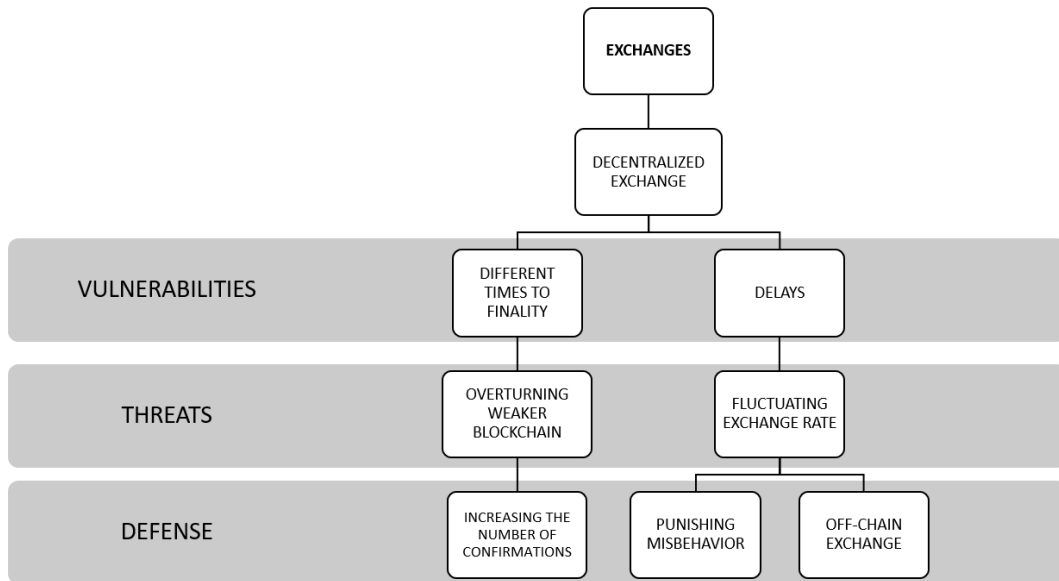 EXCHANGES
DECENTRALIZED
EXCHANGE
VULNERABILITIES
DIFFERENT
TIMES TO
FINALITY
DELAYS
THREATS
OVERTURNING
WEAKER
BLOCKCHAIN
FLUCTUATING
EXCHANGE RATE
DEFENSE
INCREASING THE
NUMBER OF
CONFIRMATIONS
PUNISHING
MISBEHAVIOR
OFF-CHAIN
EXCHANGE